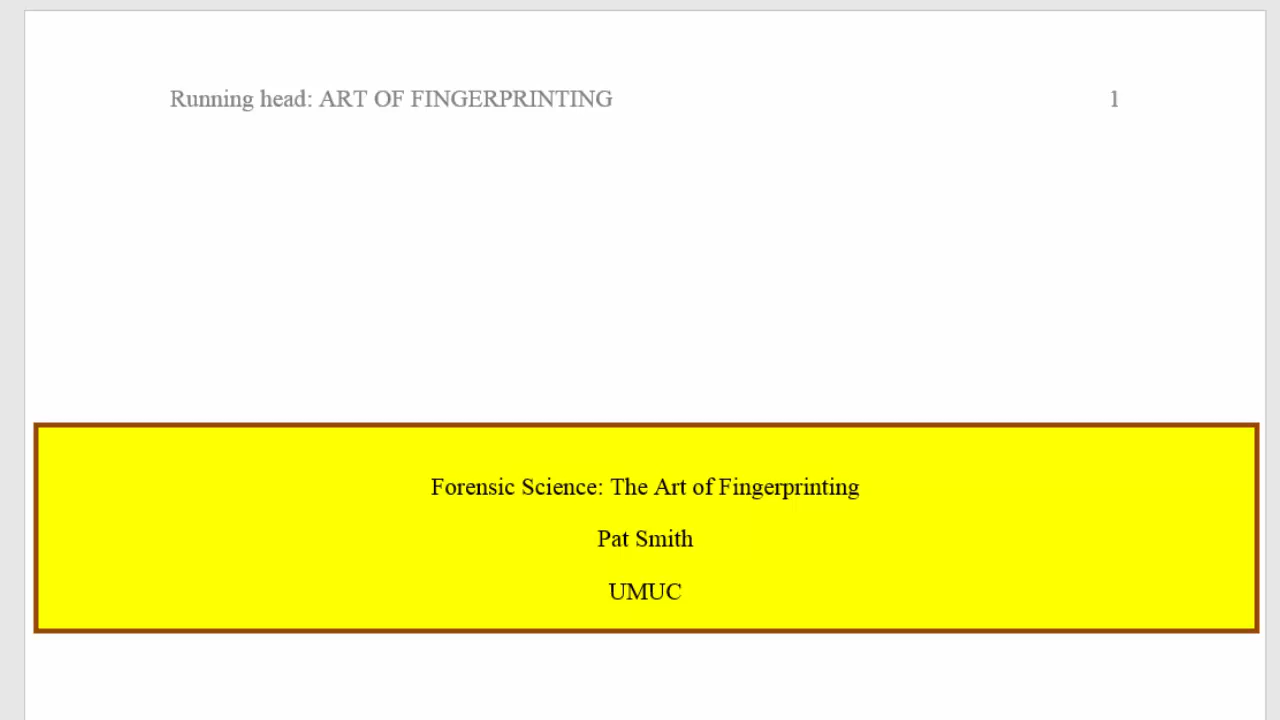 Running head: ART OF FINGERPRINTING 1
Forensic Science: The Art of Fingerprinting
Pat Smith
UMUC